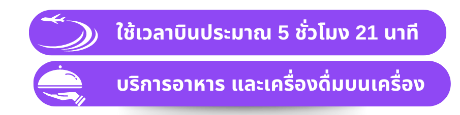 ใช้เวลาบินประมาณ 5 ชั่วโมง 21 นาที
บริการอาหาร และเครื่องดื่มบนเครื่อง